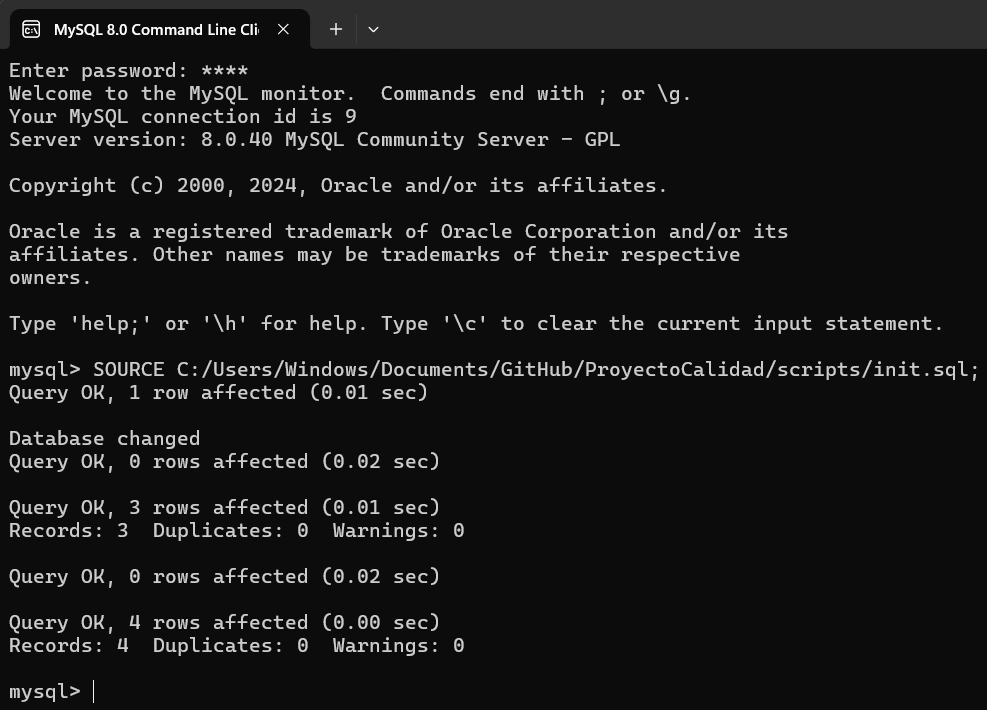 MySQL 8.0 Command Line Cli
Enter password: ****
Welcome to the MySQL monitor.  Commands end with ; or \g.
Your MySQL connection id is 9
Server version: 8.0.40 MySQL Community Server - GPL
Copyright (c) 2000, 2024, Oracle and/or its affiliates.
Oracle is a registered trademark of Oracle Corporation and/or its
affiliates. Other names may be trademarks of their respective
owners.
Type 'help;' or '\h' for help. Type '\c' to clear the current input statement.
mysql> SOURCE C:/Users/Windows/Documents/GitHub/ProyectoCalidad/scripts/init.sql;
Query OK, 1 row affected (0.01 sec)
Database changed
Query OK, 0 rows affected (0.02 sec)
Query OK, 3 rows affected (0.01 sec)
Records: 3  Duplicates: 0  Warnings: 0
Query OK, 0 rows affected (0.02 sec)
Query OK, 4 rows affected (0.00 sec)
Records: 4  Duplicates: 0  Warnings: 0
mysql>